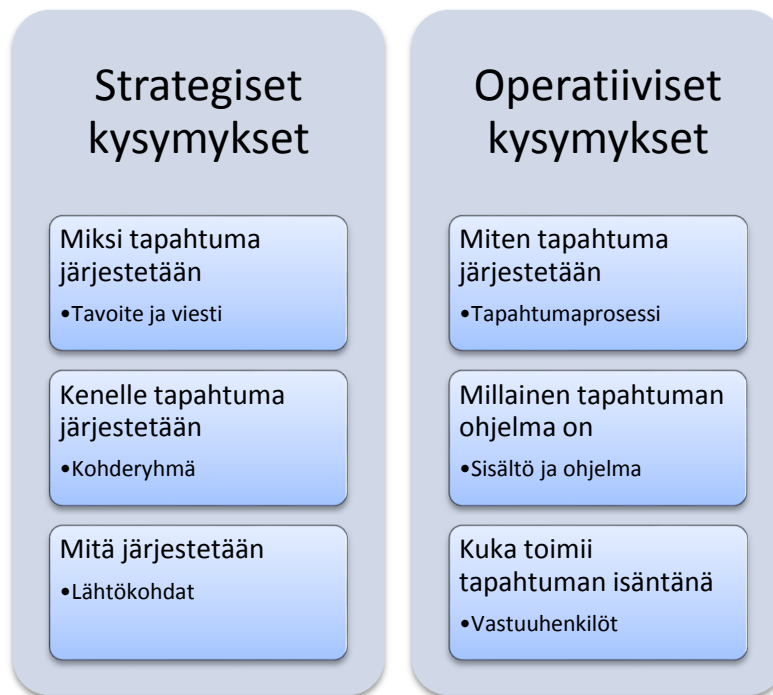 Strategiset
kysymykset
Miksi tapahtuma
järjestetään
•Tavoite ja viesti
Kenelle tapahtuma
järjestetään
•Kohderyhmä
Mitä järjestetään
•Lähtökohdat
Operatiiviset
kysymykset
Miten tapahtuma
järjestetään
•Tapahtumaprosessi
Millainen tapahtuman
ohjelma on
•Sisältö ja ohjelma
Kuka toimii
tapahtuman isäntänä
•Vastuuhenkilöt